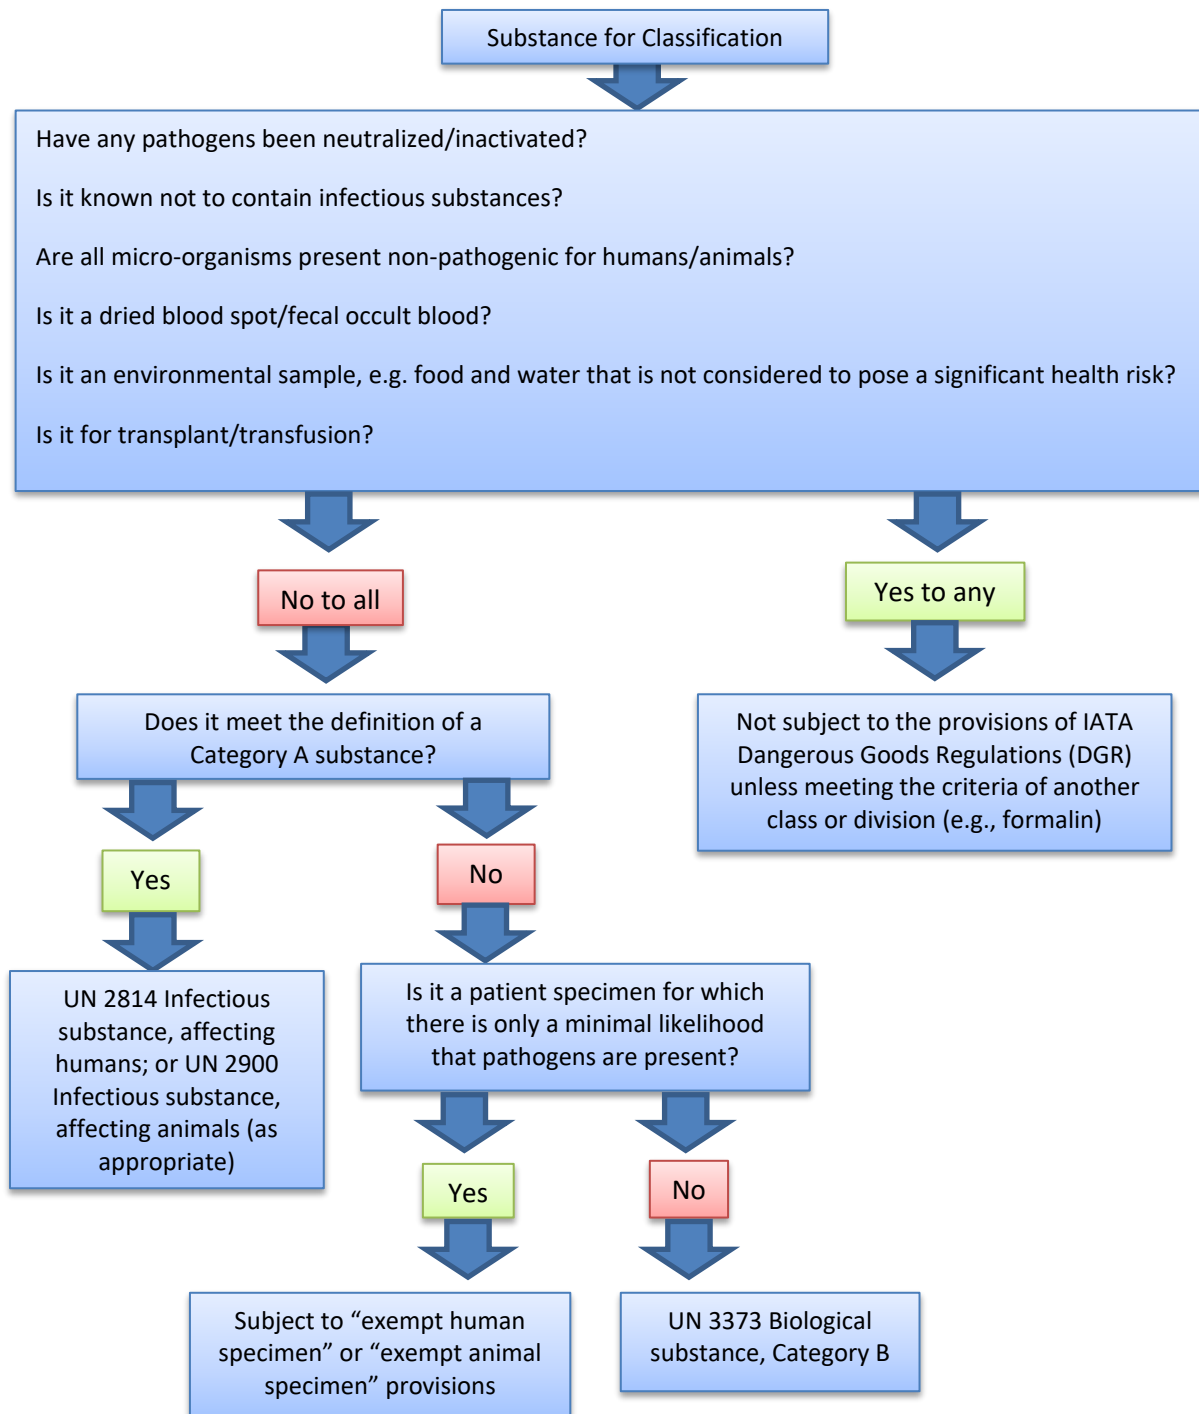 Substance for Classification
Have any pathogens been neutralized/inactivated?
Is it known not to contain infectious substances?
Are all micro-organisms present non-pathogenic for humans/animals?
Is it a dried blood spot/fecal occult blood?
Is it an environmental sample, e.g. food and water that is not considered to pose a significant health risk?
Is it for transplant/transfusion?
No to all
Yes to any
Does it meet the definition of a
Category A substance?
Not subject to the provisions of IATA
Dangerous Goods Regulations (DGR)
unless meeting the criteria of another
class or division (e.g., formalin)
Yes
No
UN 2814 Infectious
substance, affecting
humans; or UN 2900
Infectious substance,
affecting animals (as
appropriate)
Is it a patient specimen for which
there is only a minimal likelihood
that pathogens are present?
Yes
No
Subject to “exempt human
specimen” or “exempt animal
specimen” provisions
UN 3373 Biological
substance, Category B